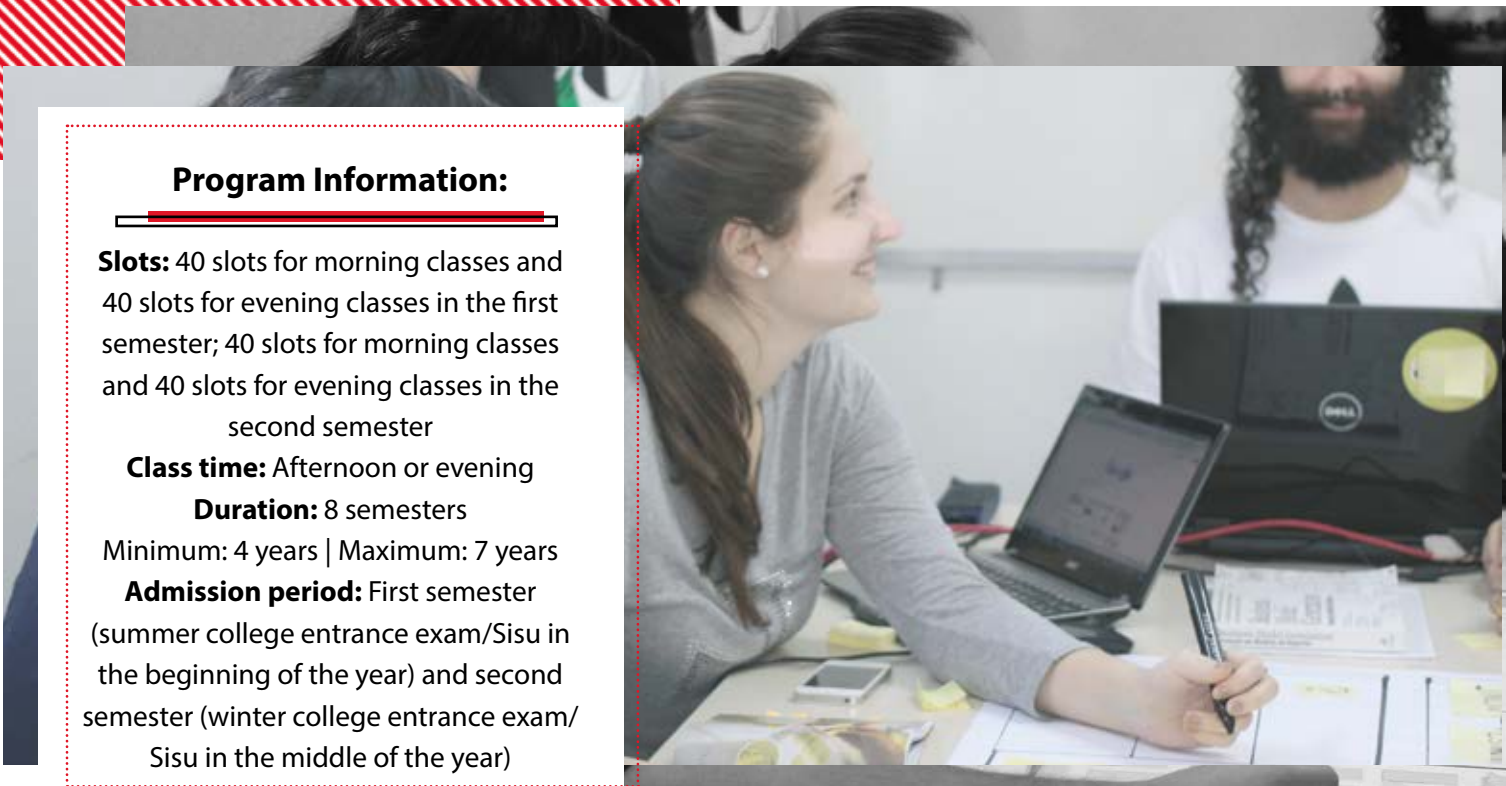 Program Information:
Slots: 40 slots for morning classes and
40 slots for evening classes in the first
semester; 40 slots for morning classes
and 40 slots for evening classes in the
second semester
Class time: Afternoon or evening
Duration: 8 semesters
Minimum: 4 years | Maximum: 7 years
Admission period: First semester
(summer college entrance exam/Sisu in
the beginning of the year) and second
semester (winter college entrance exam/
Sisu in the middle of the year)
DELL